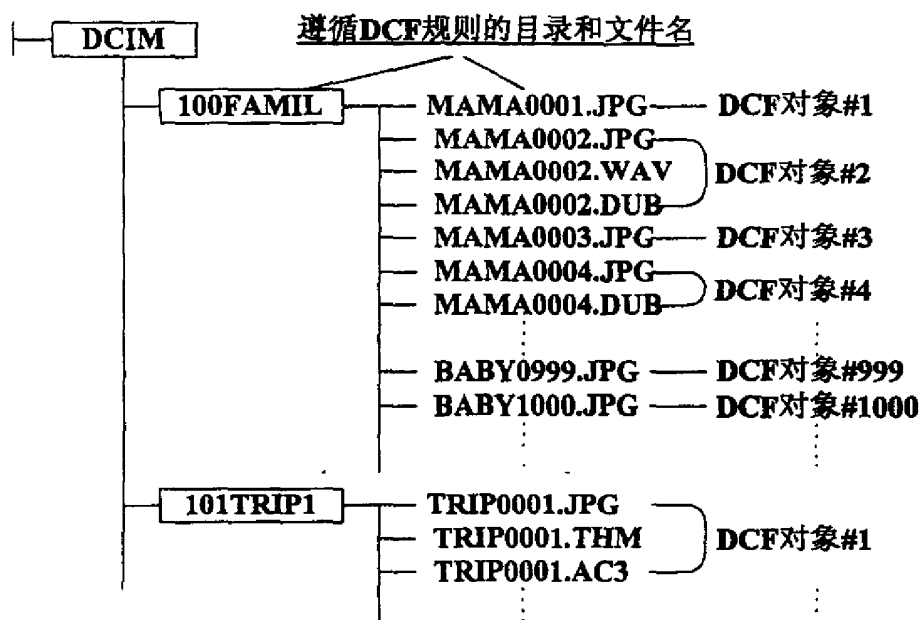 DCIM
遵循DCF规则的目录和文件名
100FAMIL
MAMA0001.JPG
DCF对象#1
MAMA0002.JPG
MAMA0002.WAV
DCF对象#2
MAMA0002.DUB
MAMA0003.JPG
DCF对象#3
MAMA0004.JPG
DCF对象#4
MAMA0004.DUB
BABY0999.JPG
DCF对象#999
BABY1000.JPG
DCF对象#1000
101TRIP1
TRIP0001.JPG
TRIP0001.THM
DCF对象#1
TRIP0001.AC3